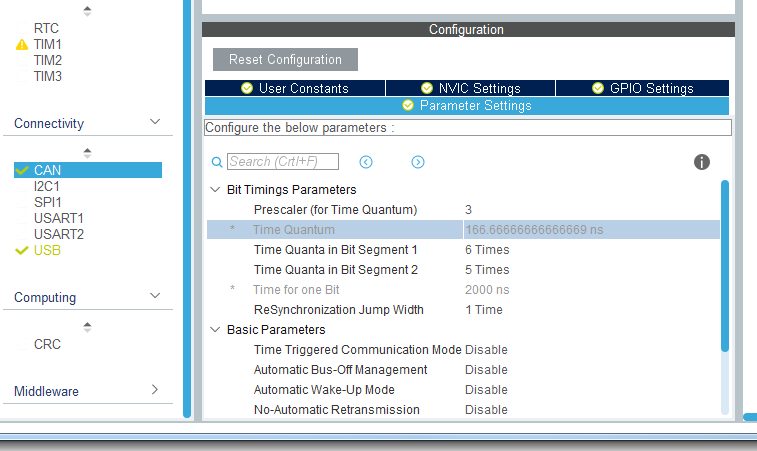 RTC
TIM1
TIM2
TIM3
Connectivity
CAN
I2C1
SPI1
USART1
USART2
USB
Computing
CRC
Middleware
Configuration
Reset Configuration
User Constants
NVIC Settings
GPIO Settings
Parameter Settings
Configure the below parameters :
Search (CrtI+F)
Bit Timings Parameters
Prescaler (for Time Quantum) 3
* Time Quantum 166.66666666666669 ns
Time Quanta in Bit Segment 1 6 Times
Time Quanta in Bit Segment 2 5 Times
* Time for one Bit 2000 ns
ReSynchronization Jump Width 1 Time
Basic Parameters
Time Triggered Communication Mode Disable
Automatic Bus-Off Management Disable
Automatic Wake-Up Mode Disable
No-Automatic Retransmission Disable